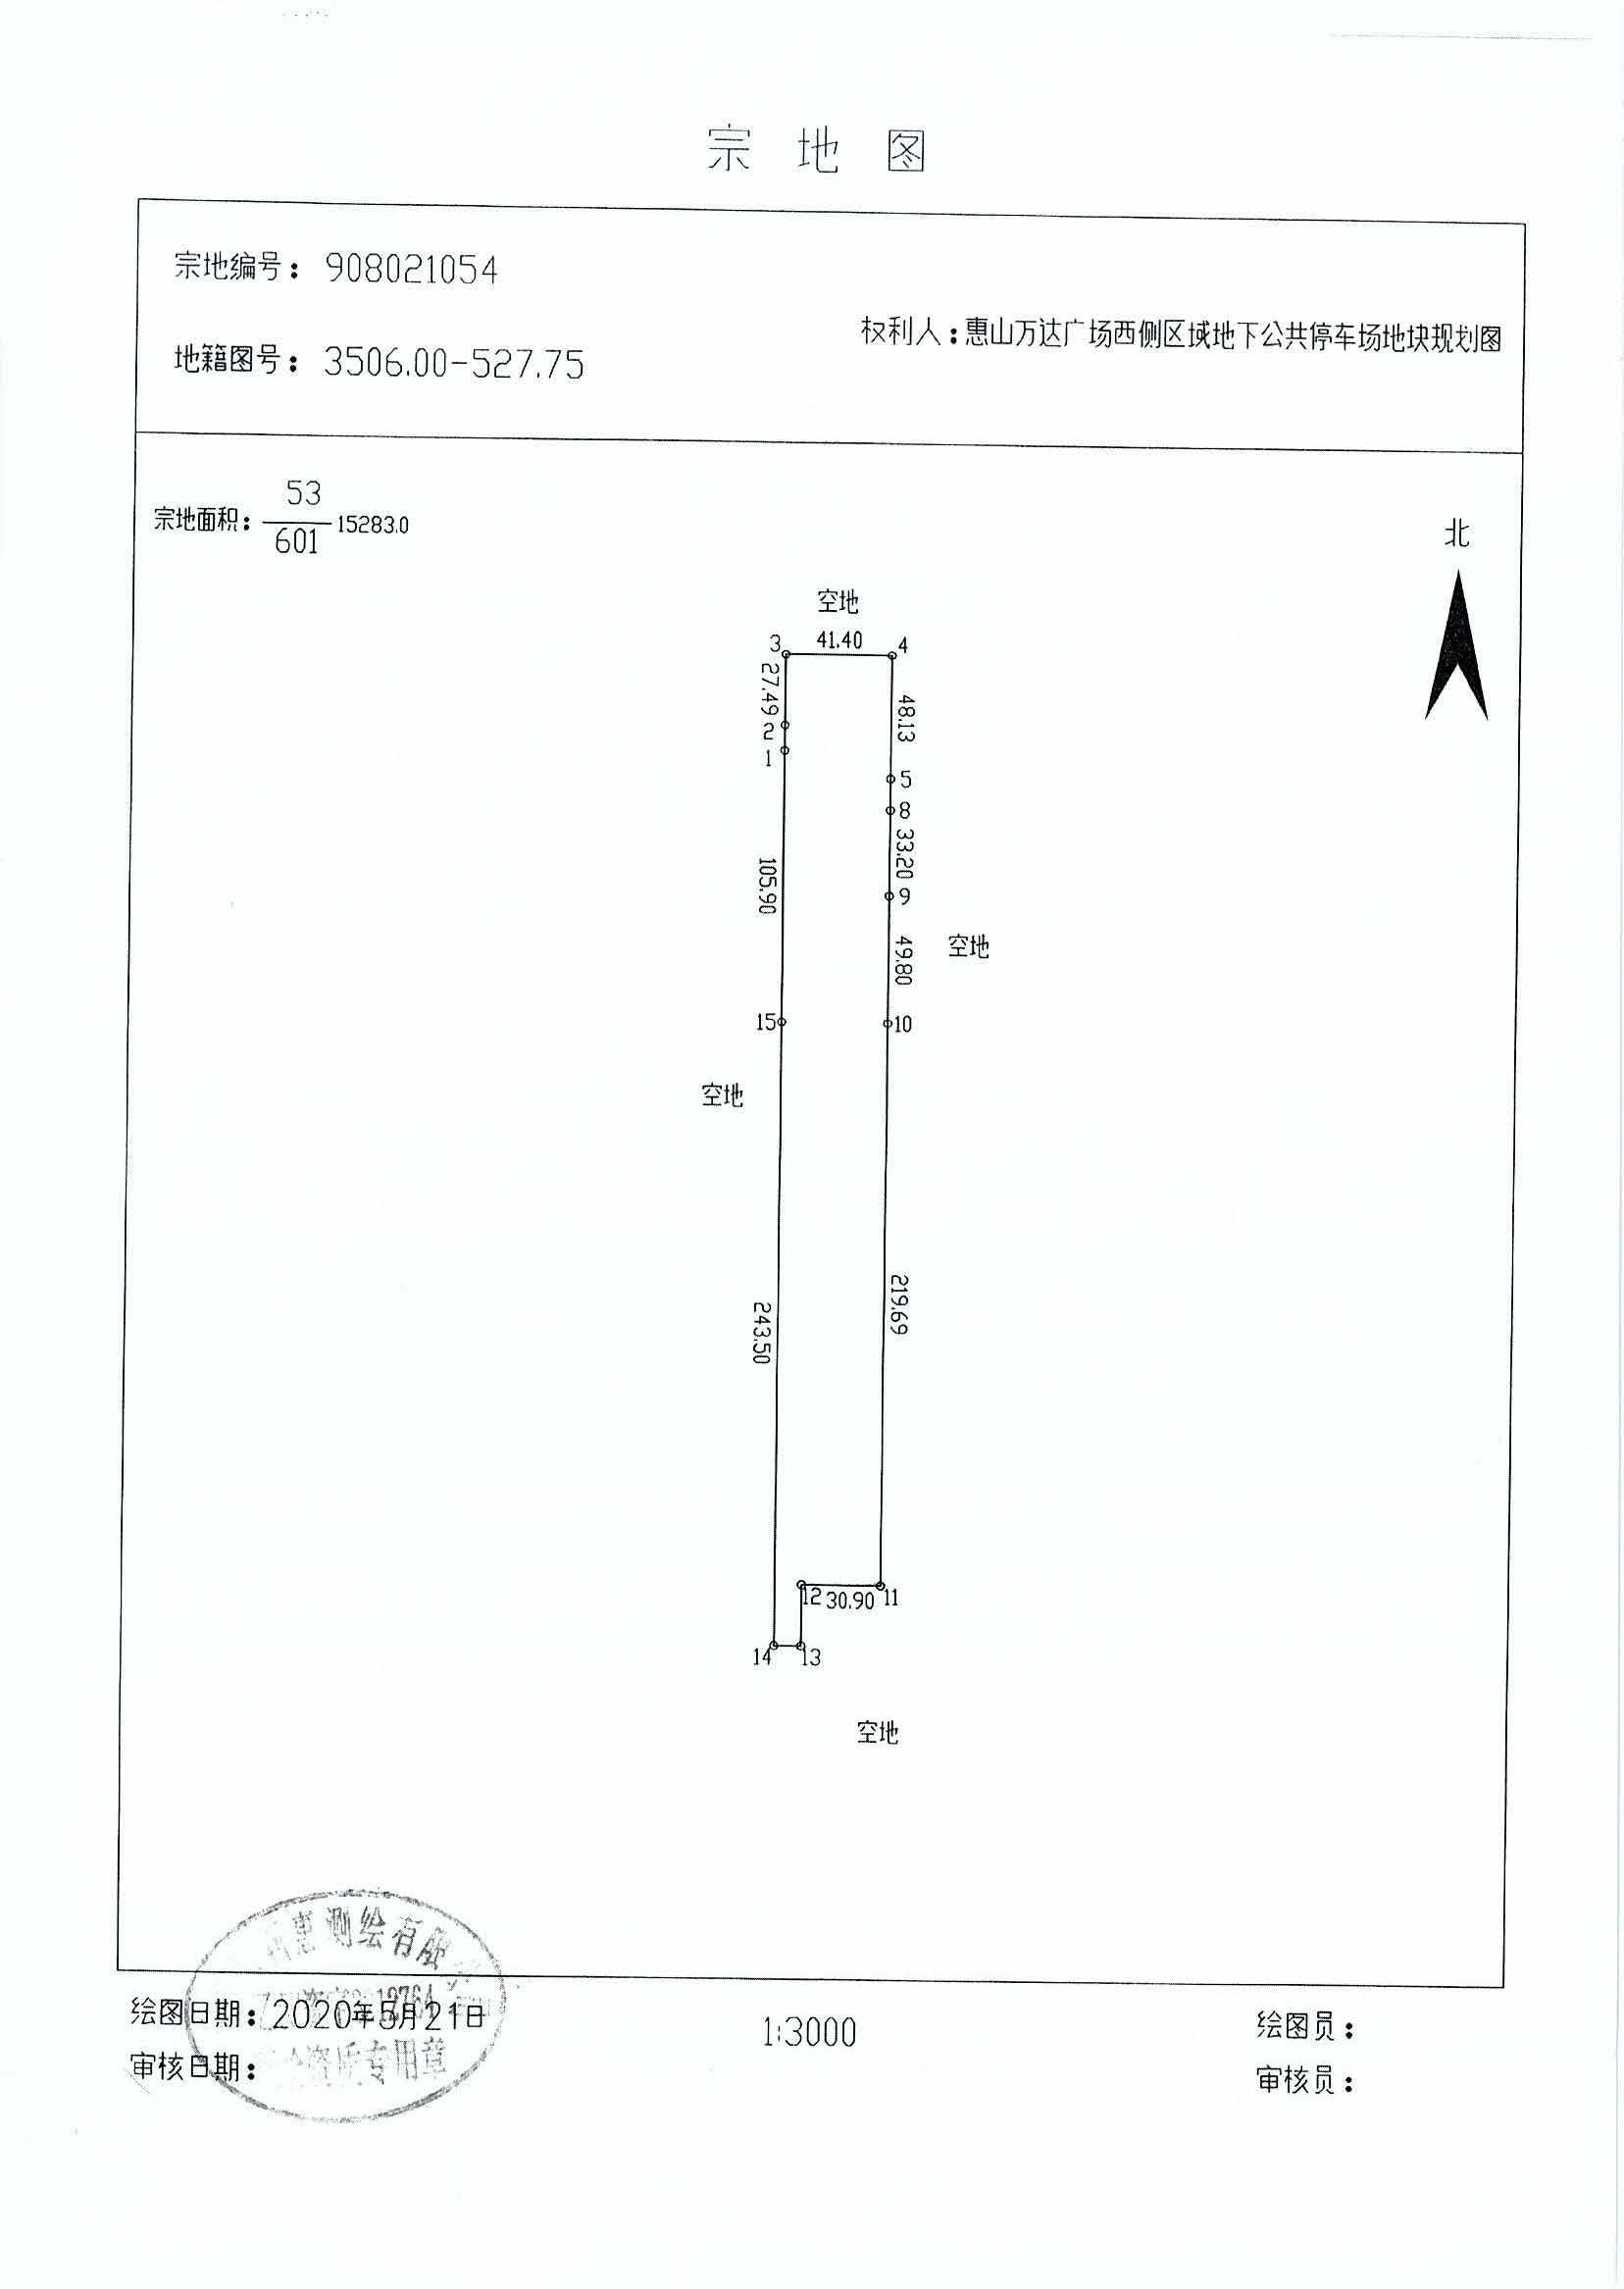 宗 地 图
宗地编号：908021054
权利人：惠山万达广场西侧区域地下公共停车场地块规划图
地籍图号：3506.00-527.75
宗地面积：
53
601
15283.0
北
空地
3
41.40
4
27.49
48.13
2
1
5
8
33.20
105.90
9
49.80
空地
15
10
空地
219.69
243.50
12
30.90
11
14
13
空地
测绘有限
12764
资质专用章
绘图日期：2020年5月21日
1:3000
绘图员：
审核日期：
审核员：